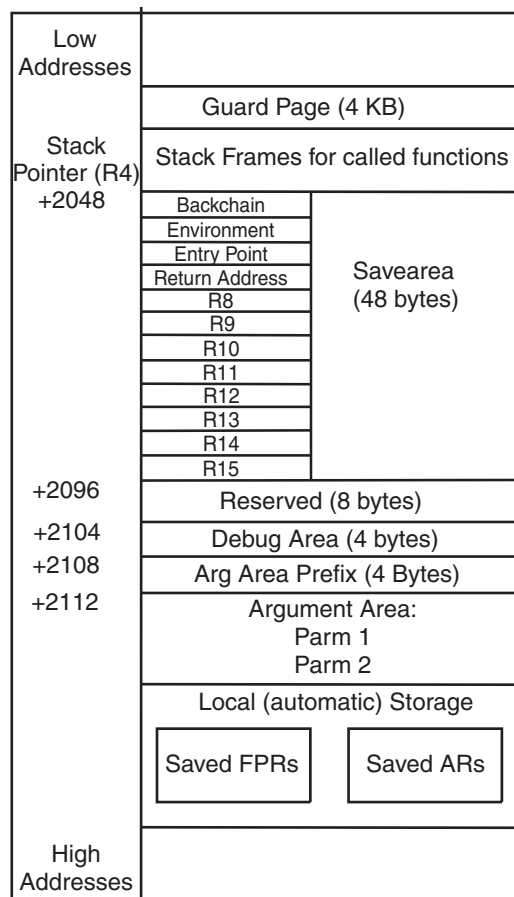 Low
Addresses
Guard Page (4 KB)
Stack
Pointer (R4)
+2048
Stack Frames for called functions
Backchain
Environment
Entry Point
Return Address
R8
R9
R10
R11
R12
R13
R14
R15
Savearea
(48 bytes)
+2096
Reserved (8 bytes)
+2104
Debug Area (4 bytes)
+2108
Arg Area Prefix (4 Bytes)
+2112
Argument Area:
Parm 1
Parm 2
Local (automatic) Storage
Saved FPRs
Saved ARs
High
Addresses